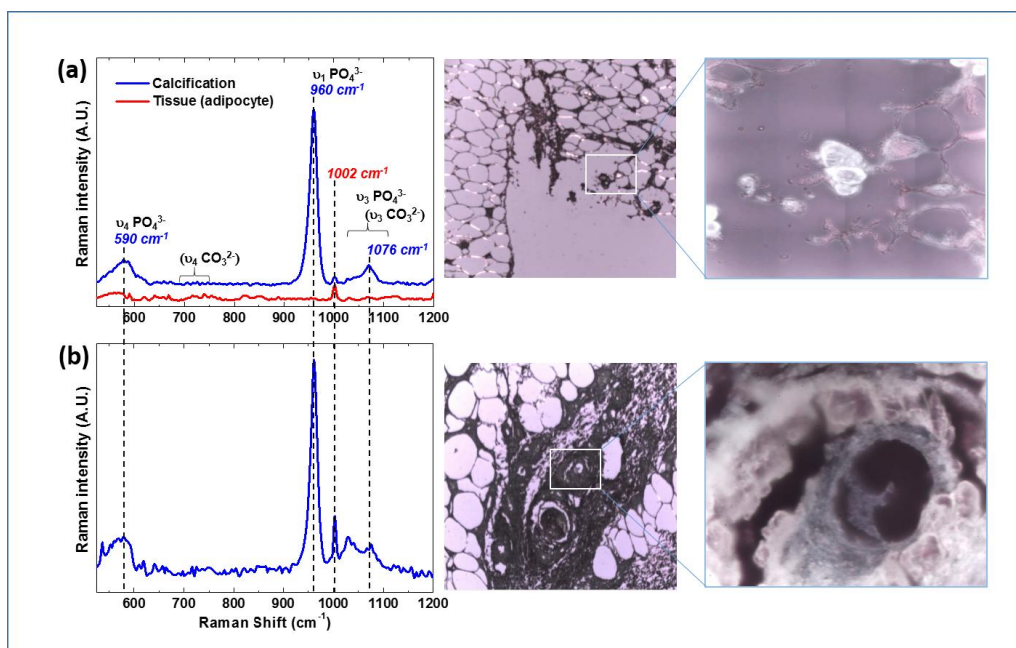 (a)
Calcification
Tissue (adipocyte)
υ₁ PO₄³⁻
960 cm⁻¹
1002 cm⁻¹
υ₃ PO₄³⁻
(υ₃ CO₃²⁻)
υ₄ PO₄³⁻
590 cm⁻¹
(υ₄ CO₃²⁻)
1076 cm⁻¹
Raman intensity (A.U.)
600 700 800 900 1000 1100 1200
(b)
Raman intensity (A.U.)
600 700 800 900 1000 1100 1200
Raman Shift (cm⁻¹)